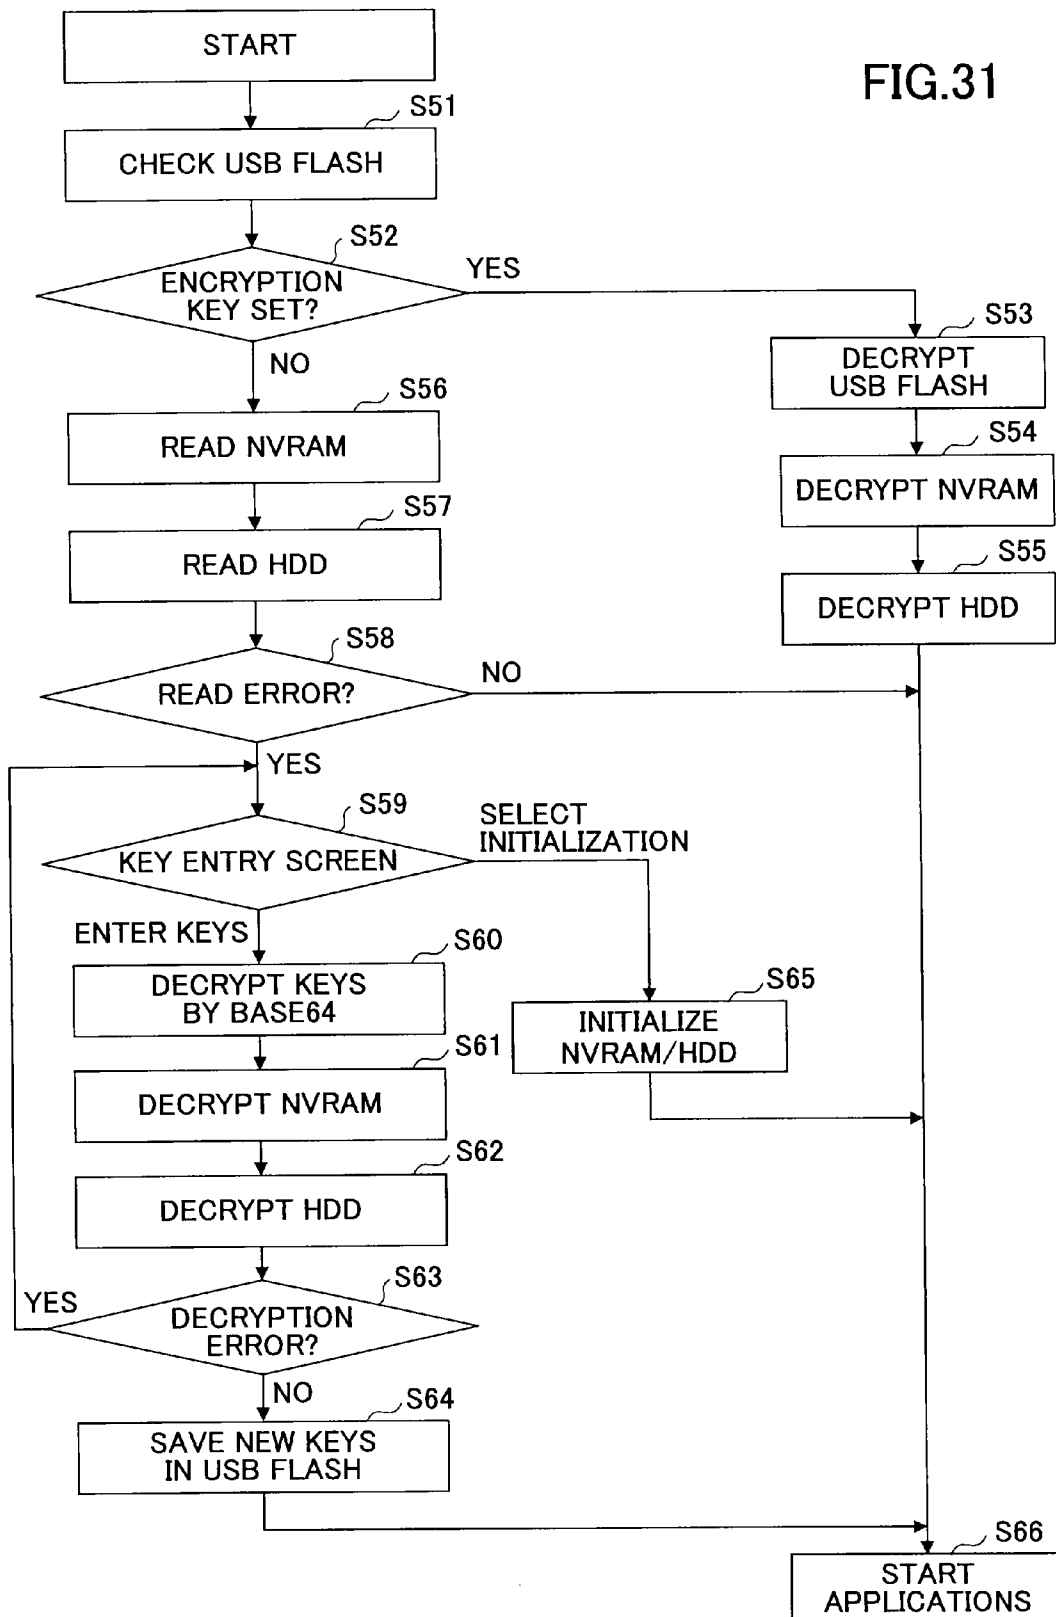 START
FIG.31
S51
CHECK USB FLASH
S52
ENCRYPTION
KEY SET?
YES
NO
S53
DECRYPT
USB FLASH
S56
READ NVRAM
S54
DECRYPT NVRAM
S57
READ HDD
S55
DECRYPT HDD
S58
READ ERROR?
NO
YES
S59
KEY ENTRY SCREEN
SELECT
INITIALIZATION
ENTER KEYS
S60
DECRYPT KEYS
BY BASE64
S65
INITIALIZE
NVRAM/HDD
S61
DECRYPT NVRAM
S62
DECRYPT HDD
S63
YES
DECRYPTION
ERROR?
NO
S64
SAVE NEW KEYS
IN USB FLASH
S66
START
APPLICATIONS